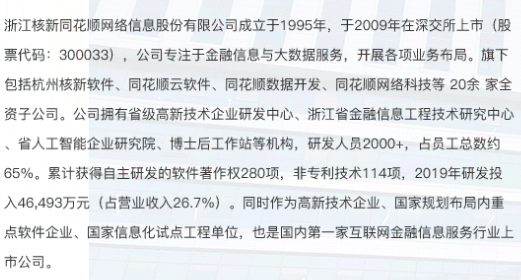 浙江核新同花顺网络信息股份有限公司成立于1995年，于2009年在深交所上市（股
票代码：300033），公司专注于金融信息与大数据服务，开展各项业务布局。旗下
包括杭州核新软件、同花顺云软件、同花顺数据开发、同花顺网络科技等 20余 家全
资子公司。公司拥有省级高新技术企业研发中心、浙江省金融信息工程技术研究中心
、省人工智能企业研究院、博士后工作站等机构，研发人员2000+，占员工总数约
65%。累计获得自主研发的软件著作权280项，非专利技术114项，2019年研发投
入46,493万元（占营业收入26.7%）。同时作为高新技术企业、国家规划布局内重
点软件企业、国家信息化试点工程单位，也是国内第一家互联网金融信息服务行业上
市公司。